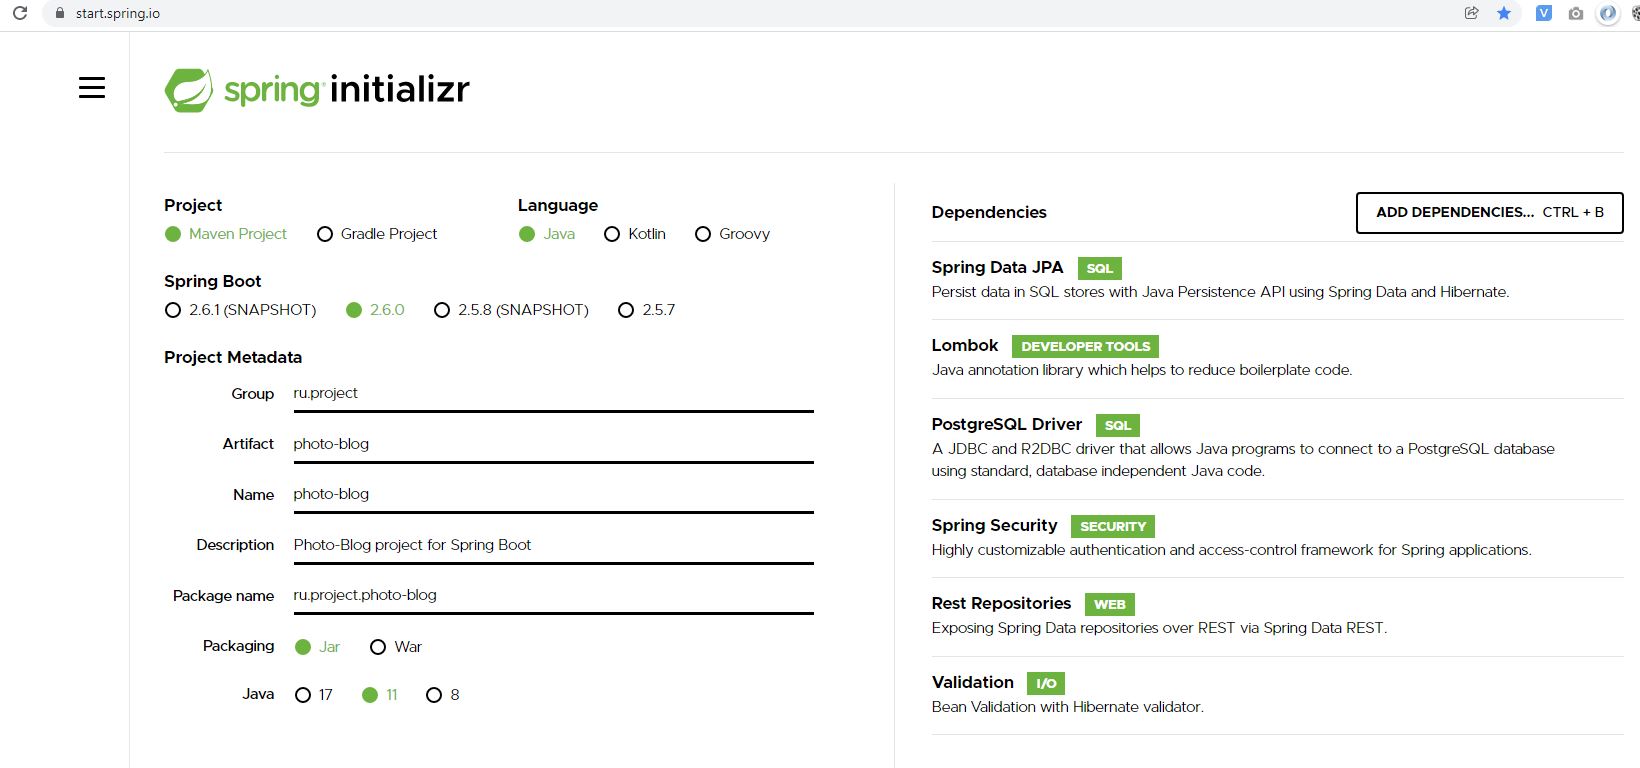 start.spring.io
V
spring initializr
Project
Maven Project Gradle Project
Language
Java Kotlin Groovy
Spring Boot
2.6.1 (SNAPSHOT) 2.6.0 2.5.8 (SNAPSHOT) 2.5.7
Project Metadata
Group ru.project
Artifact photo-blog
Name photo-blog
Description Photo-Blog project for Spring Boot
Package name ru.project.photo-blog
Packaging Jar War
Java 17 11 8
Dependencies
ADD DEPENDENCIES... CTRL + B
Spring Data JPA SQL
Persist data in SQL stores with Java Persistence API using Spring Data and Hibernate.
Lombok DEVELOPER TOOLS
Java annotation library which helps to reduce boilerplate code.
PostgreSQL Driver SQL
A JDBC and R2DBC driver that allows Java programs to connect to a PostgreSQL database
using standard, database independent Java code.
Spring Security SECURITY
Highly customizable authentication and access-control framework for Spring applications.
Rest Repositories WEB
Exposing Spring Data repositories over REST via Spring Data REST.
Validation I/O
Bean Validation with Hibernate validator.